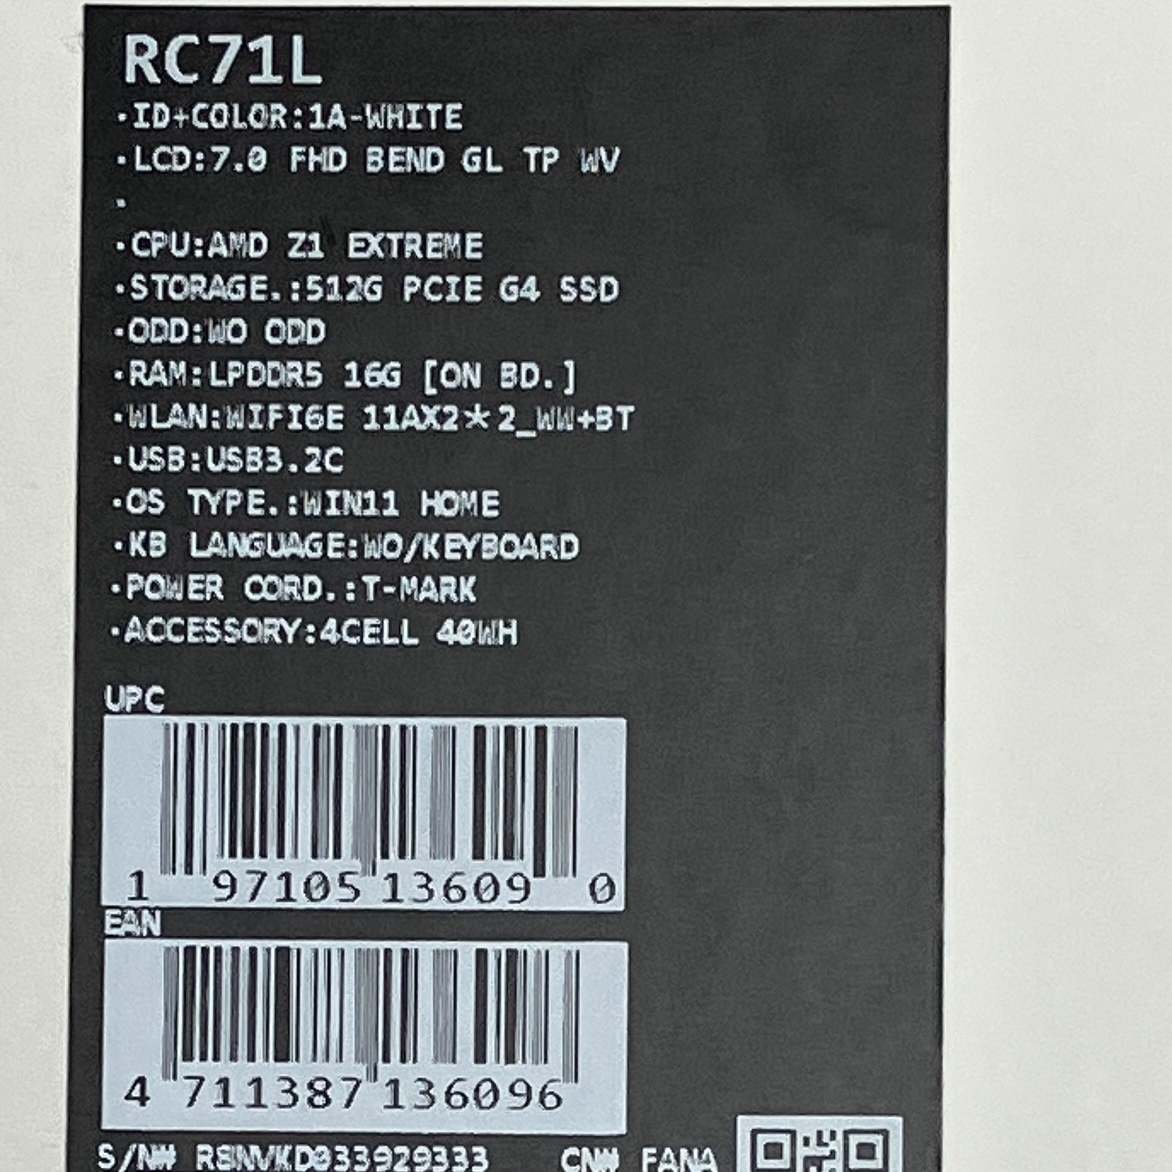 RC71L
·ID+COLOR:1A-WHITE
·LCD:7.0 FHD BEND GL TP WV
·
·CPU:AMD Z1 EXTREME
·STORAGE.:512G PCIE G4 SSD
·ODD:WO ODD
·RAM:LPDDR5 16G [ON BD.]
·WLAN:WIFI6E 11AX2*2_WW+BT
·USB:USB3.2C
·OS TYPE.:WIN11 HOME
·KB LANGUAGE:WO/KEYBOARD
·POWER CORD.:T-MARK
·ACCESSORY:4CELL 40WH
UPC
1 97105 13609 0
EAN
4 711387 136096
S/N# CN# FANA